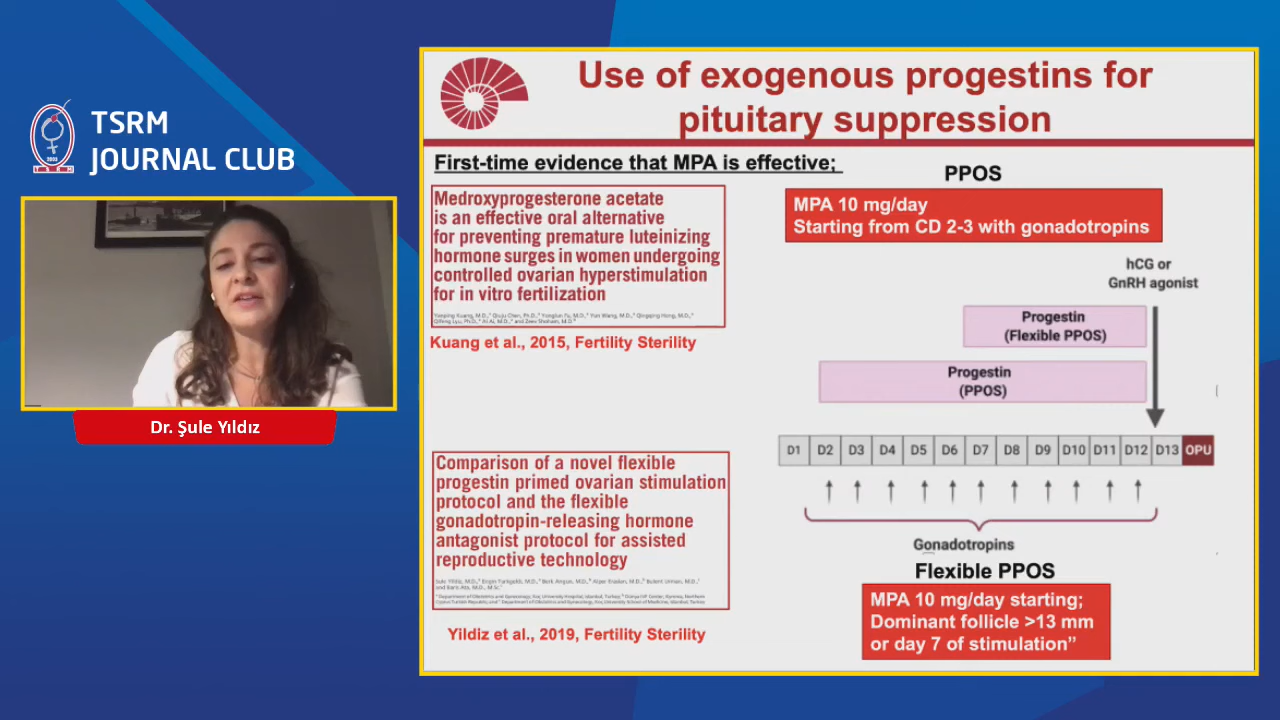 TSRM
JOURNAL CLUB
2003
T S R M
Dr. Şule Yıldız
Use of exogenous progestins for
pituitary suppression
First-time evidence that MPA is effective;
Medroxyprogesterone acetate
is an effective oral alternative
for preventing premature luteinizing
hormone surges in women undergoing
controlled ovarian hyperstimulation
for in vitro fertilization
Kuang et al., 2015, Fertility Sterility
Comparison of a novel flexible
progestin primed ovarian stimulation
protocol and the flexible
gonadotropin-releasing hormone
antagonist protocol for assisted
reproductive technology
Yildiz et al., 2019, Fertility Sterility
PPOS
MPA 10 mg/day
Starting from CD 2-3 with gonadotropins
hCG or
GnRH agonist
Progestin
(Flexible PPOS)
Progestin
(PPOS)
D1 D2 D3 D4 D5 D6 D7 D8 D9 D10 D11 D12 D13 OPU
Gonadotropins
Flexible PPOS
MPA 10 mg/day starting;
Dominant follicle >13 mm
or day 7 of stimulation”